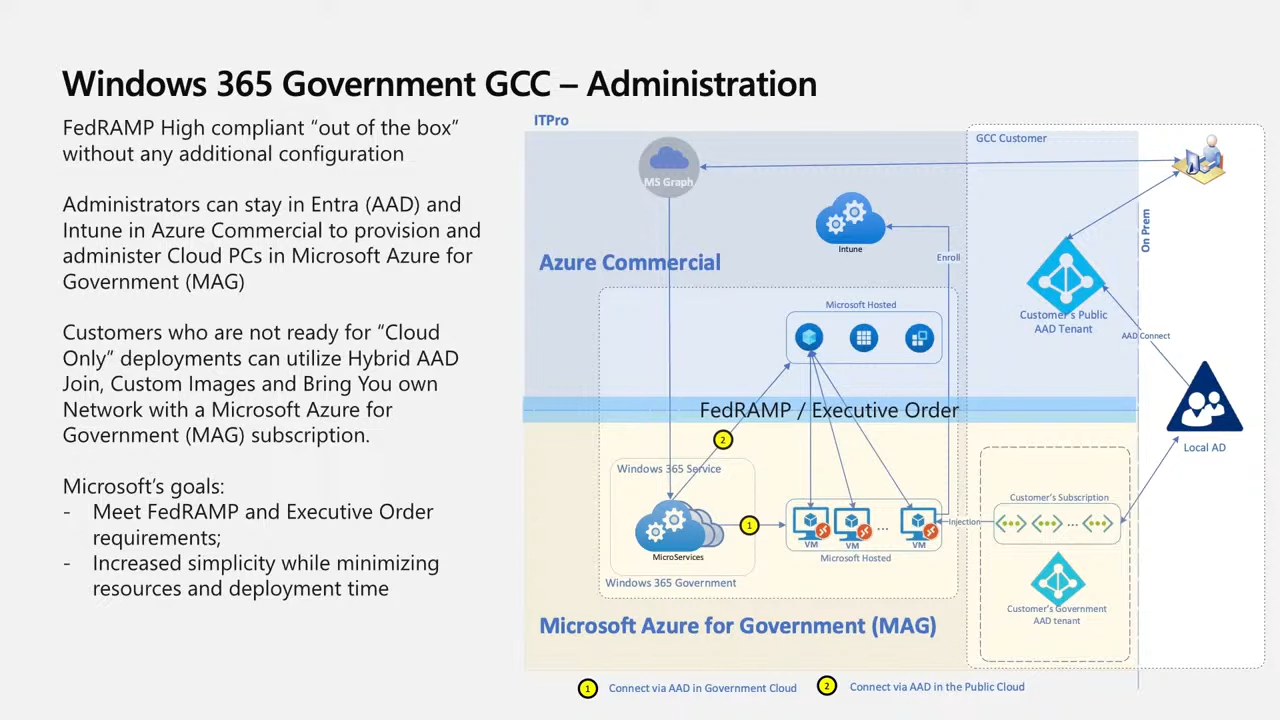 Windows 365 Government GCC – Administration
FedRAMP High compliant “out of the box”
without any additional configuration
Administrators can stay in Entra (AAD) and
Intune in Azure Commercial to provision and
administer Cloud PCs in Microsoft Azure for
Government (MAG)
Customers who are not ready for “Cloud
Only” deployments can utilize Hybrid AAD
Join, Custom Images and Bring You own
Network with a Microsoft Azure for
Government (MAG) subscription.
Microsoft’s goals:
- Meet FedRAMP and Executive Order
requirements;
- Increased simplicity while minimizing
resources and deployment time
ITPro
GCC Customer
MS Graph
Intune
On Prem
Azure Commercial
Enroll
Microsoft Hosted
Customer's Public
AAD Tenant
AAD Connect
FedRAMP / Executive Order
2
Local AD
Windows 365 Service
Customer's Subscription
1
Injection
... 
...
VM
VM
VM
MicroServices
Microsoft Hosted
Windows 365 Government
Customer's Government
AAD tenant
Microsoft Azure for Government (MAG)
1 Connect via AAD in Government Cloud
2 Connect via AAD in the Public Cloud